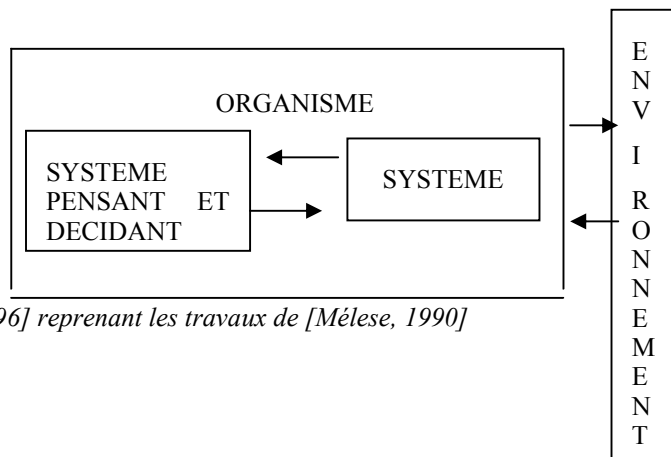 ORGANISME
SYSTEME
PENSANT ET
DECIDANT
SYSTEME
96] reprenant les travaux de [Mélese, 1990]
E
N
V
I
R
O
N
N
E
M
E
N
T